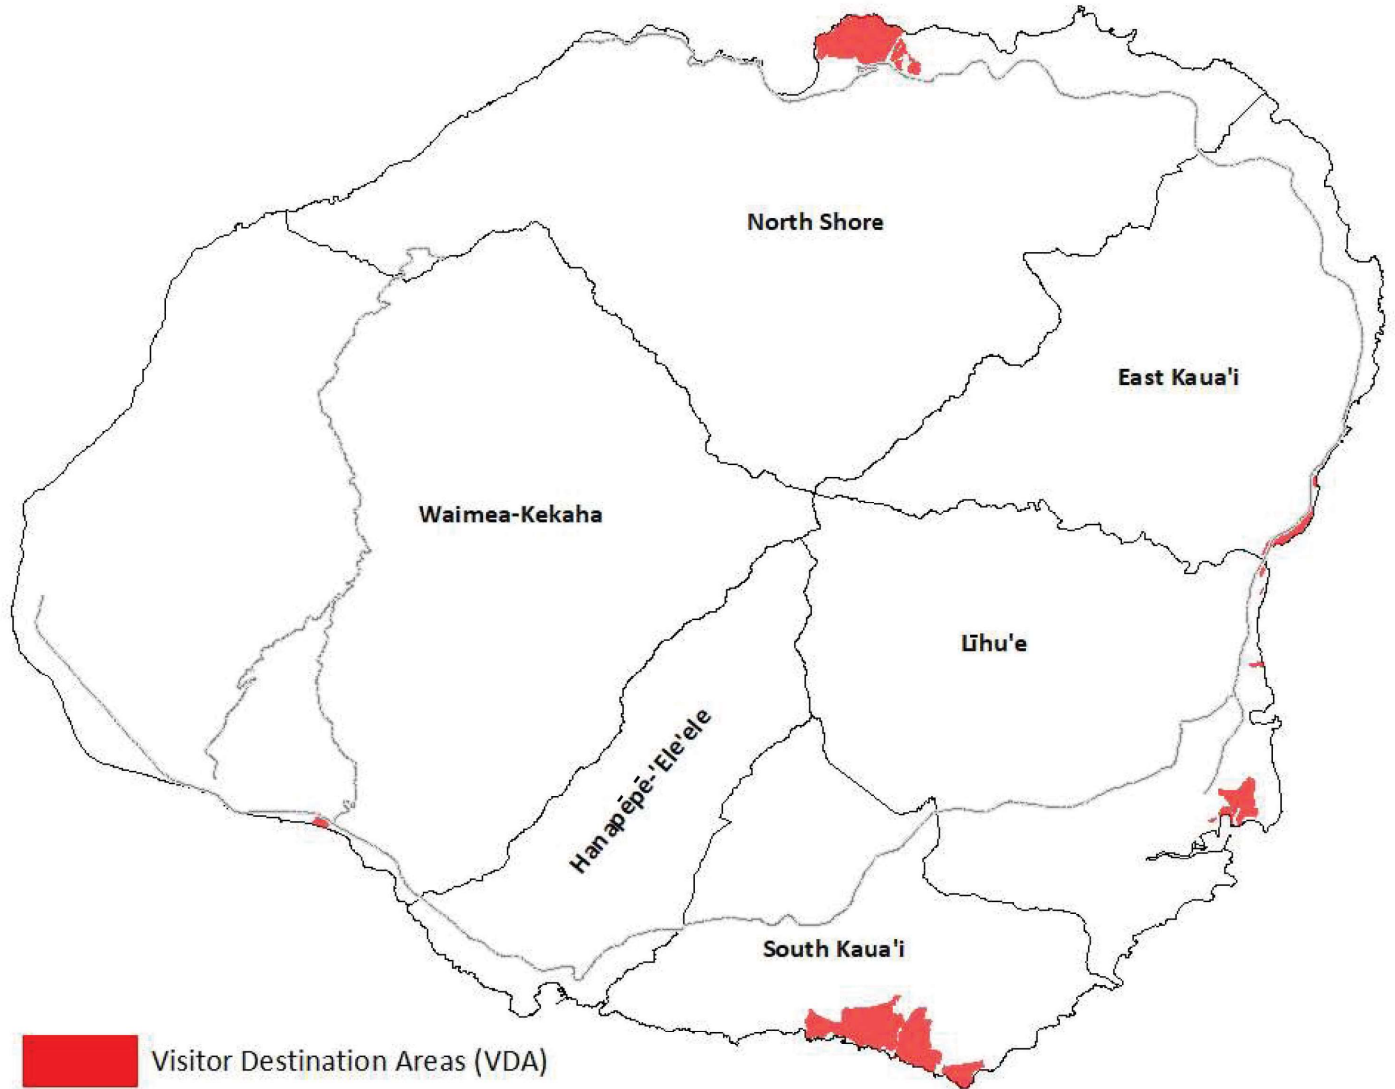 North Shore
East Kaua'i
Waimea-Kekaha
Līhu'e
Hanapēpē-'Ele'ele
South Kaua'i
Visitor Destination Areas (VDA)